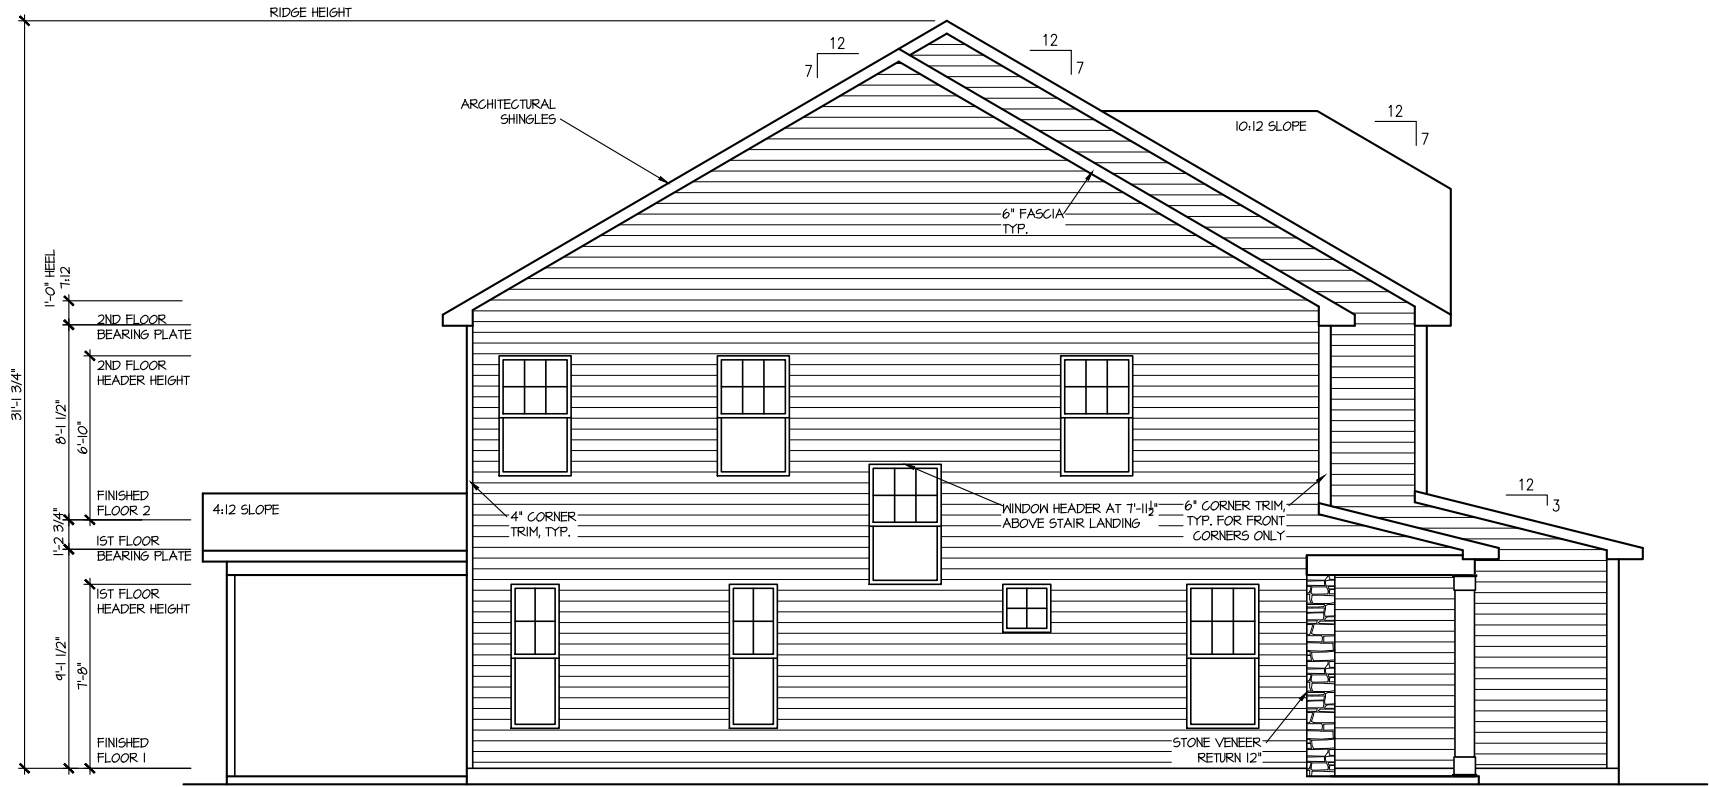 RIDGE HEIGHT
12
7
12
7
ARCHITECTURAL
SHINGLES
12
7
10:12 SLOPE
6" FASCIA
TYP.
1'-0" HEEL
7:12
2ND FLOOR
BEARING PLATE
2ND FLOOR
HEADER HEIGHT
31'-1 3/4"
8'-1 1/2"
6'-10"
FINISHED
FLOOR 2
4:12 SLOPE
4" CORNER
TRIM, TYP.
WINDOW HEADER AT 7'-11½"
ABOVE STAIR LANDING
6" CORNER TRIM,
TYP. FOR FRONT
CORNERS ONLY
12
3
1'-2 3/4"
1ST FLOOR
BEARING PLATE
1ST FLOOR
HEADER HEIGHT
9'-1 1/2"
7'-8"
FINISHED
FLOOR 1
STONE VENEER
RETURN 12"